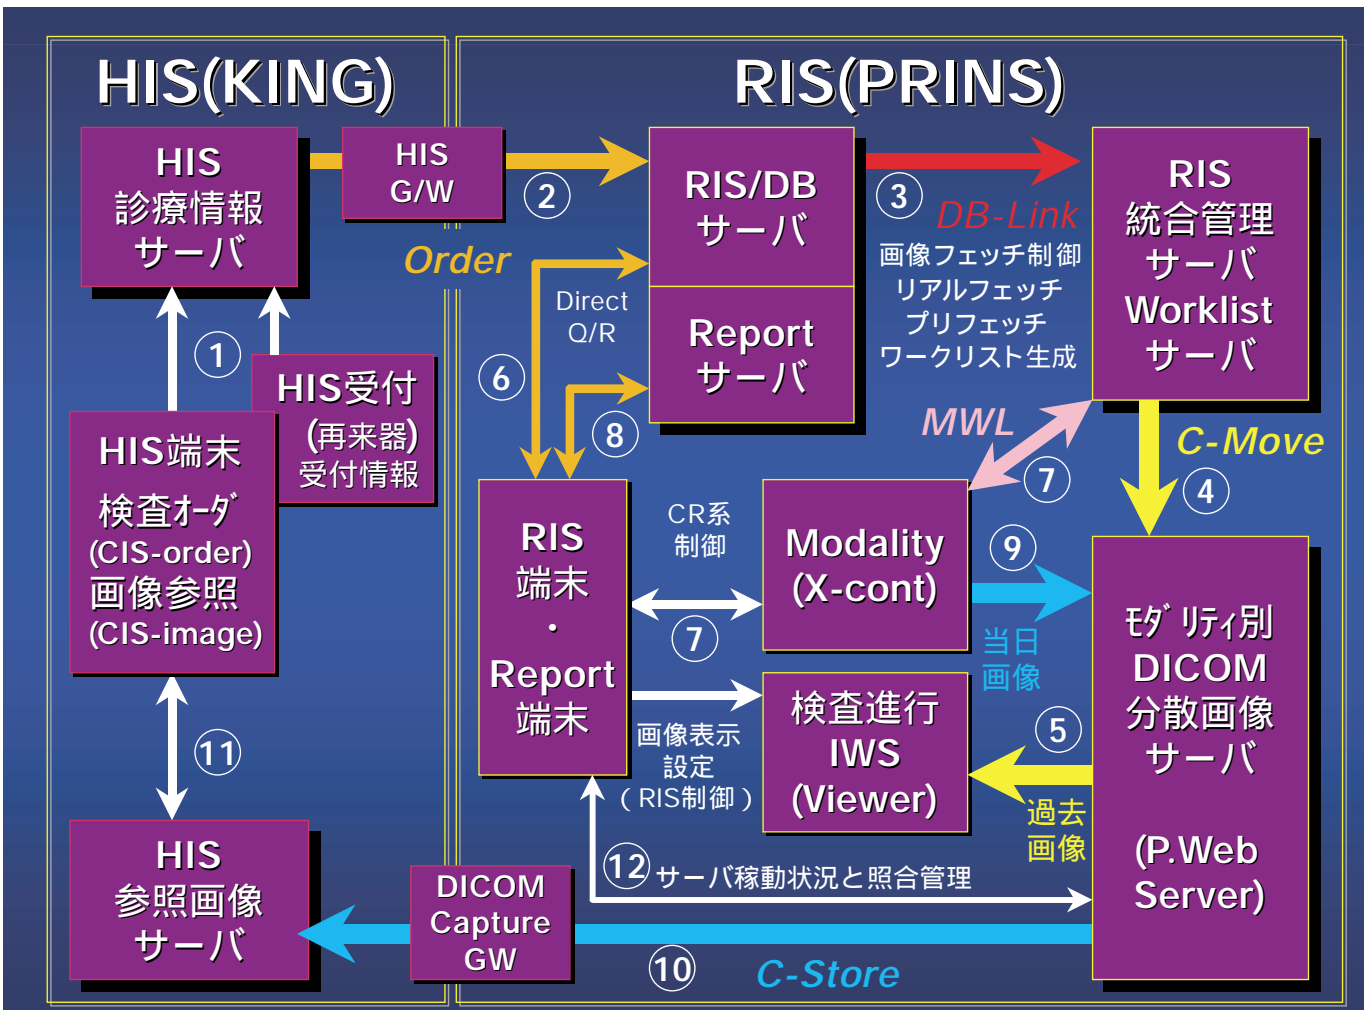 HIS(KING)
RIS(PRINS)
HIS
診療情報
サーバ
HIS
G/W
②
Order
RIS/DB
サーバ
Report
サーバ
③
DB-Link
画像フェッチ制御
リアルフェッチ
プリフェッチ
ワークリスト生成
RIS
統合管理
サーバ
Worklist
サーバ
①
HIS受付
(再来器)
受付情報
HIS端末
検査ｵｰﾀﾞ
(CIS-order)
画像参照
(CIS-image)
Direct
Q/R
⑥
⑧
MWL
⑦
C-Move
④
RIS
端末
・
Report
端末
CR系
制御
⑦
Modality
(X-cont)
⑨
当日
画像
画像表示
設定
（RIS制御）
検査進行
IWS
(Viewer)
⑤
過去
画像
ﾓﾀﾞﾘﾃｨ別
DICOM
分散画像
サーバ
(P.Web
Server)
⑪
HIS
参照画像
サーバ
⑫サーバ稼動状況と照合管理
DICOM
Capture
GW
⑩
C-Store